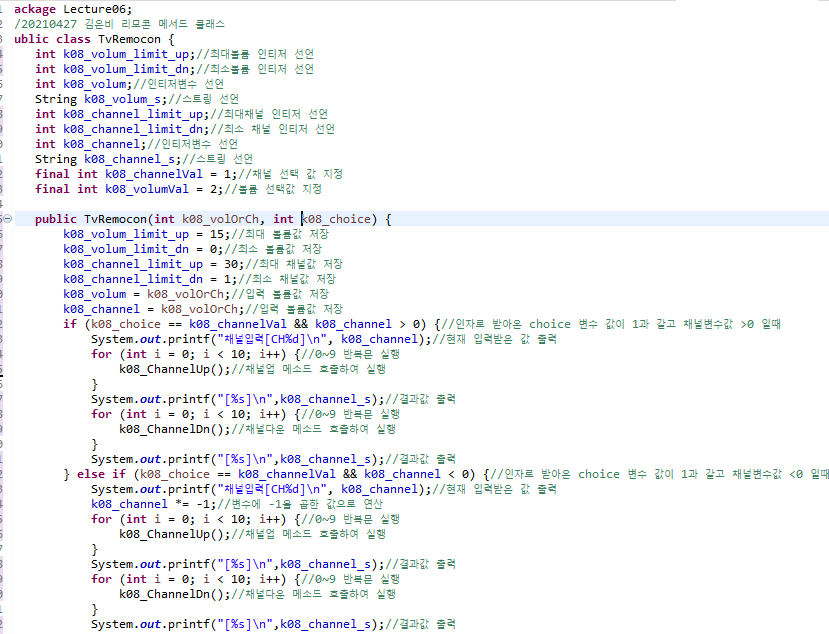 ackage Lecture06;
/20210427 김은비 리모콘 메서드 클래스
ublic class TvRemocon {
int k08_volum_limit_up;//최대볼륨 인티저 선언
int k08_volum_limit_dn;//최소볼륨 인티저 선언
int k08_volum;//인티저변수 선언
String k08_volum_s;//스트링 선언
int k08_channel_limit_up;//최대채널 인티저 선언
int k08_channel_limit_dn;//최소 채널 인티저 선언
int k08_channel;//인티저변수 선언
String k08_channel_s;//스트링 선언
final int k08_channelVal = 1;//채널 선택 값 지정
final int k08_volumVal = 2;//볼륨 선택값 지정
public TvRemocon(int k08_volOrCh, int k08_choice) {
k08_volum_limit_up = 15;//최대 볼륨값 저장
k08_volum_limit_dn = 0;//최소 볼륨값 저장
k08_channel_limit_up = 30;//최대 채널값 저장
k08_channel_limit_dn = 1;//최소 채널값 저장
k08_volum = k08_volOrCh;//입력 볼륨값 저장
k08_channel = k08_volOrCh;//입력 볼륨값 저장
if (k08_choice == k08_channelVal && k08_channel > 0) {//인자로 받아온 choice 변수 값이 1과 같고 채널변수값 >0 일때
System.out.printf("채널입력[CH%d]\n", k08_channel);//현재 입력받은 값 출력
for (int i = 0; i < 10; i++) {//0~9 반복문 실행
k08_ChannelUp();//채널업 메소드 호출하여 실행
}
System.out.printf("[%s]\n",k08_channel_s);//결과값 출력
for (int i = 0; i < 10; i++) {//0~9 반복문 실행
k08_ChannelDn();//채널다운 메소드 호출하여 실행
}
System.out.printf("[%s]\n",k08_channel_s);//결과값 출력
} else if (k08_choice == k08_channelVal && k08_channel < 0) {//인자로 받아온 choice 변수 값이 1과 같고 채널변수값 <0 일때
System.out.printf("채널입력[CH%d]\n", k08_channel);//현재 입력받은 값 출력
k08_channel *= -1;//변수에 -1을 곱한 값으로 연산
for (int i = 0; i < 10; i++) {//0~9 반복문 실행
k08_ChannelUp();//채널업 메소드 호출하여 실행
}
System.out.printf("[%s]\n",k08_channel_s);//결과값 출력
for (int i = 0; i < 10; i++) {//0~9 반복문 실행
k08_ChannelDn();//채널다운 메소드 호출하여 실행
}
System.out.printf("[%s]\n",k08_channel_s);//결과값 출력